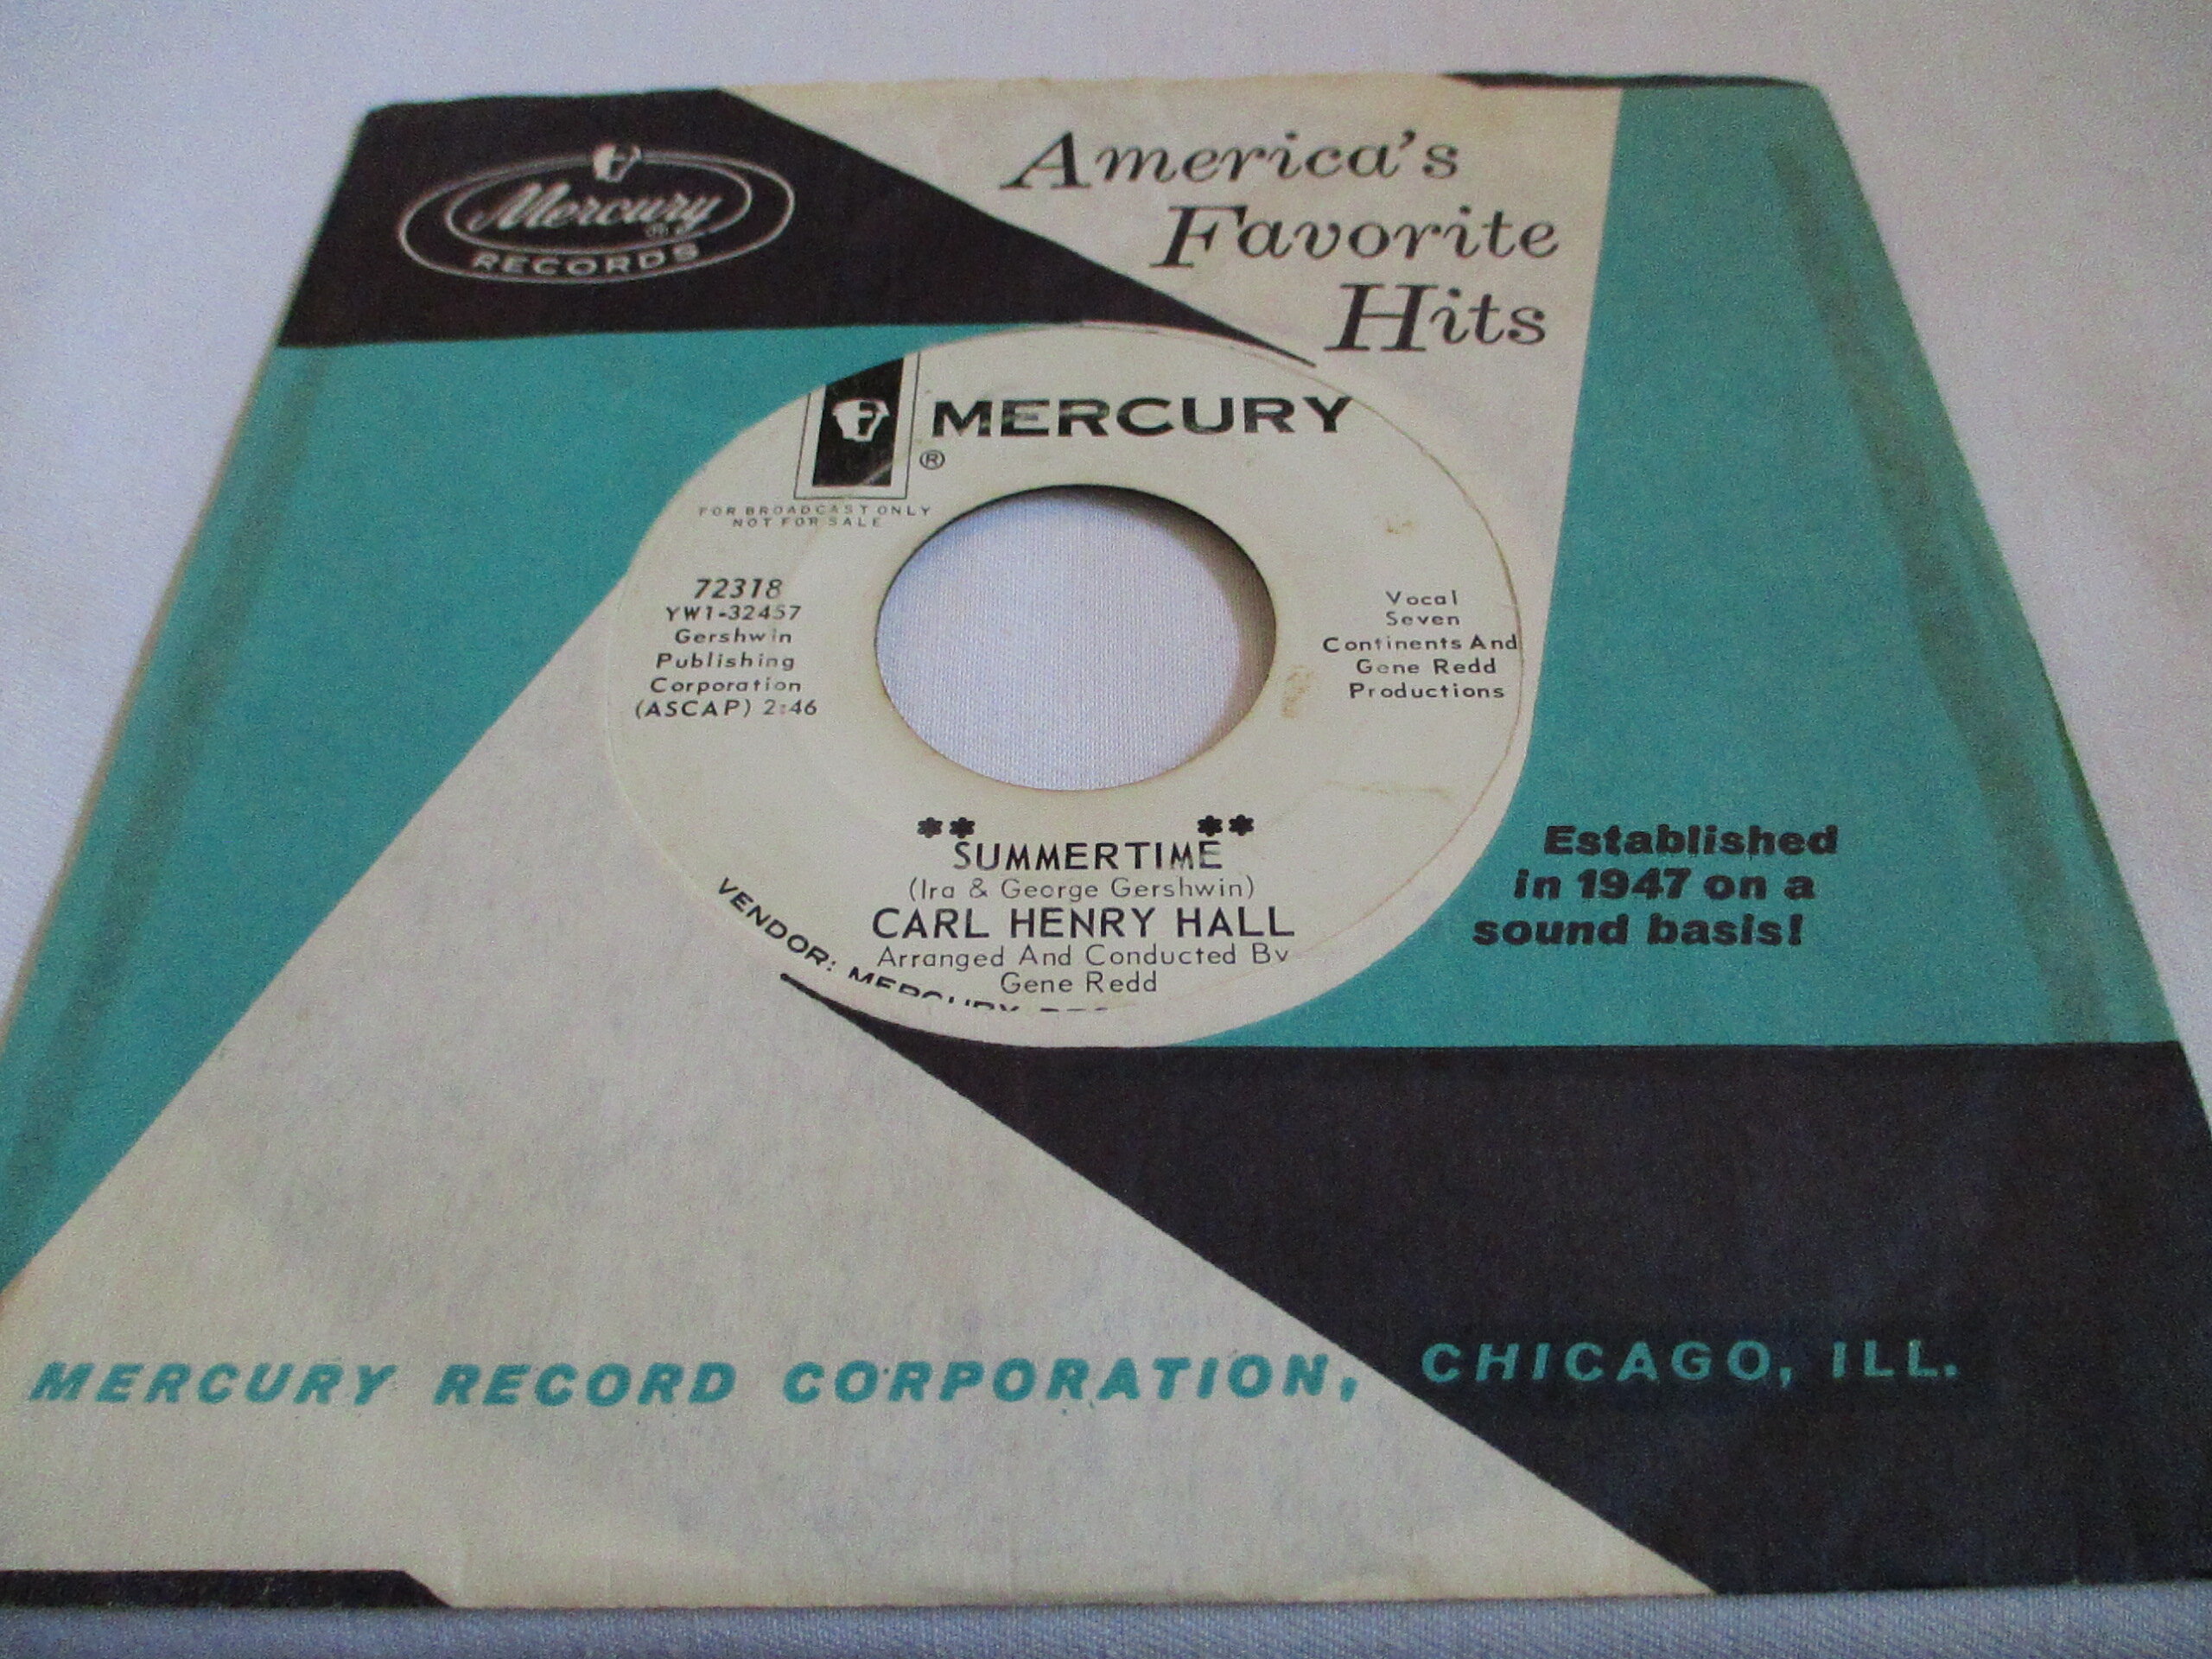 Mercury
RECORDS
America's
Favorite
Hits
MERCURY
®
FOR BROADCAST ONLY
NOT FOR SALE
72318
YW1-32457
Gershwin
Publishing
Corporation
(ASCAP) 2:46
Vocal
Seven
Continents And
Gene Redd
Productions
** **
SUMMERTIME
(Ira & George Gershwin)
CARL HENRY HALL
Arranged And Conducted By
Gene Redd
VENDOR: MERCURY
Established
in 1947 on a
sound basis!
MERCURY RECORD CORPORATION, CHICAGO, ILL.